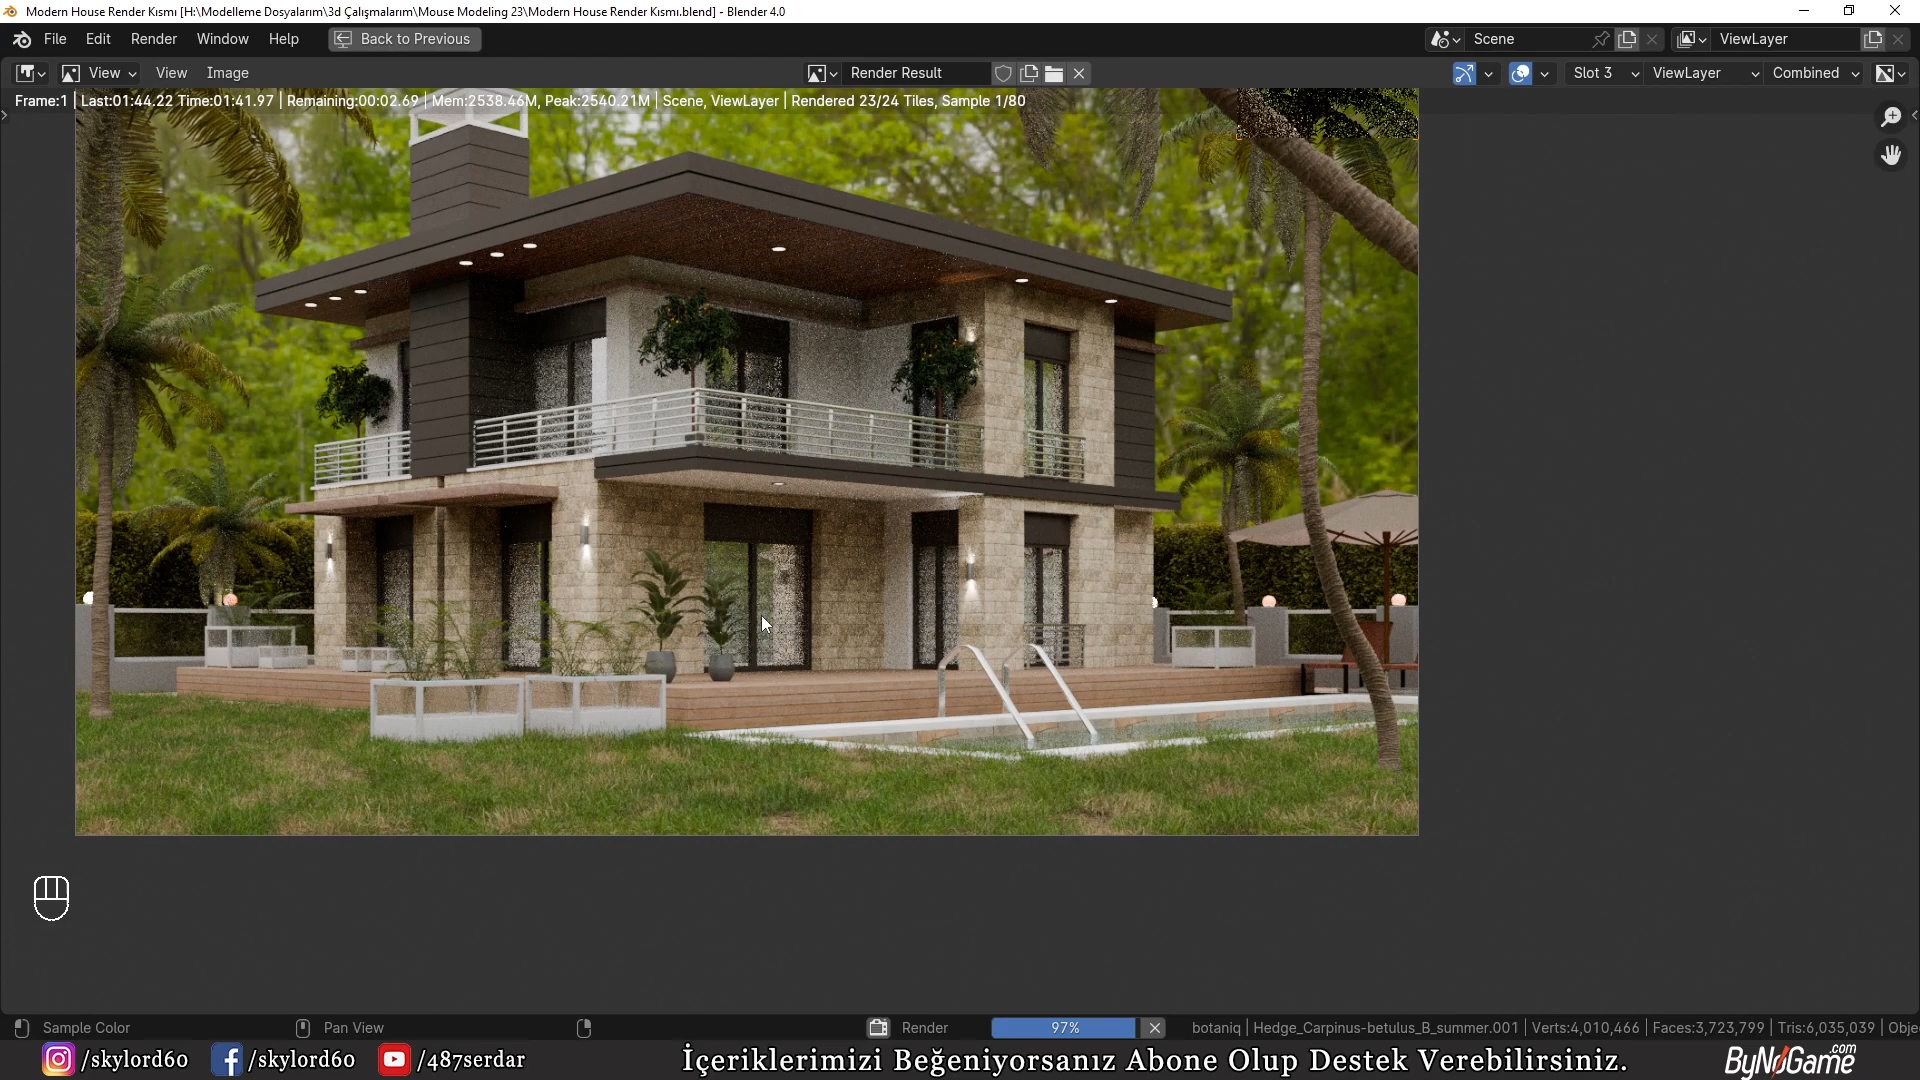 Modern House Render Kısmı [H:\Modelleme Dosyalarım\3d Çalışmalarım\Mouse Modeling 23\Modern House Render Kısmı.blend] - Blender 4.0
File Edit Render Window Help Back to Previous Scene ViewLayer
View View Image Render Result Slot 3 ViewLayer Combined
Frame:1 | Last:01:44.22 Time:01:41.97 | Remaining:00:02.69 | Mem:2538.46M, Peak:2540.21M | Scene, ViewLayer | Rendered 23/24 Tiles, Sample 1/80
Sample Color Pan View Render 97% botaniq | Hedge_Carpinus-betulus_B_summer.001 | Verts:4,010,466 | Faces:3,723,799 | Tris:6,035,039 | Obje
/skylord60 /skylord60 /487serdar İçeriklerimizi Beğeniyorsanız Abone Olup Destek Verebilirsiniz. ByNoGame.com